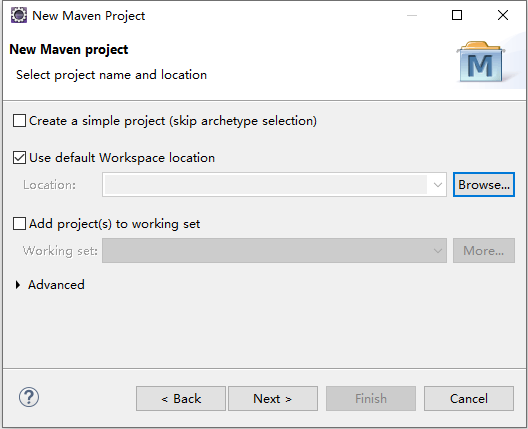 New Maven Project
New Maven project
Select project name and location
M
Create a simple project (skip archetype selection)
Use default Workspace location
Location:
Browse...
Add project(s) to working set
Working set:
More...
Advanced
?
< Back
Next >
Finish
Cancel